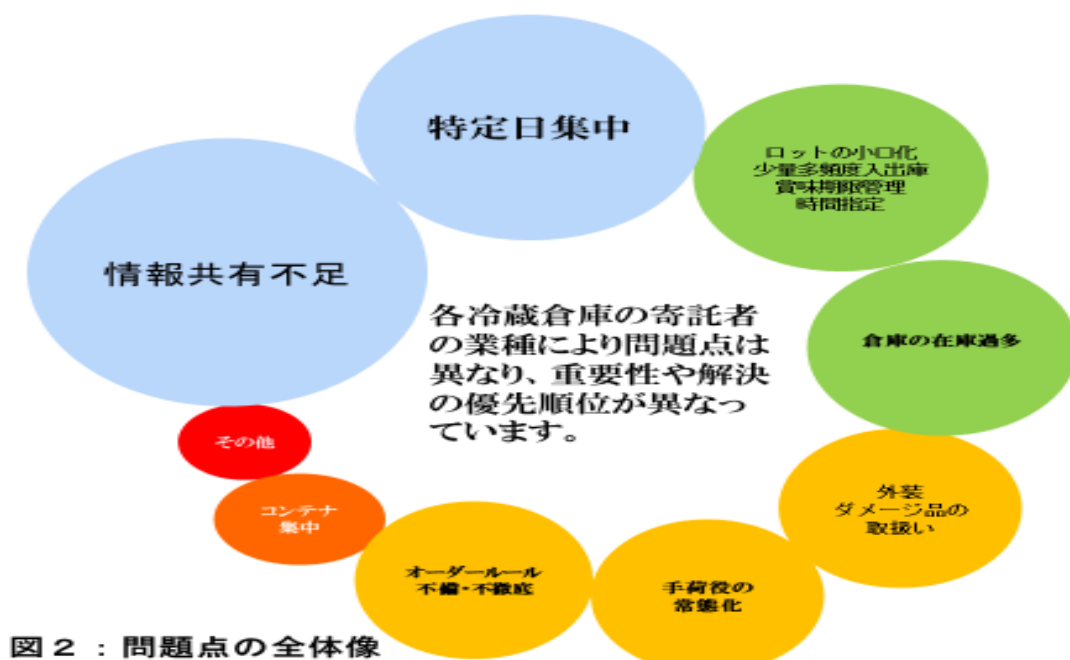 特定日集中
ロットの小口化
少量多頻度入出庫
賞味期限管理
時間指定
情報共有不足
各冷蔵倉庫の寄託者
の業種により問題点は
異なり、重要性や解決
の優先順位が異なっ
ています。
倉庫の在庫過多
その他
外装
ダメージ品の
取扱い
コンテナ
集中
オーダールール
不備・不徹底
手荷役の
常態化
図2：問題点の全体像